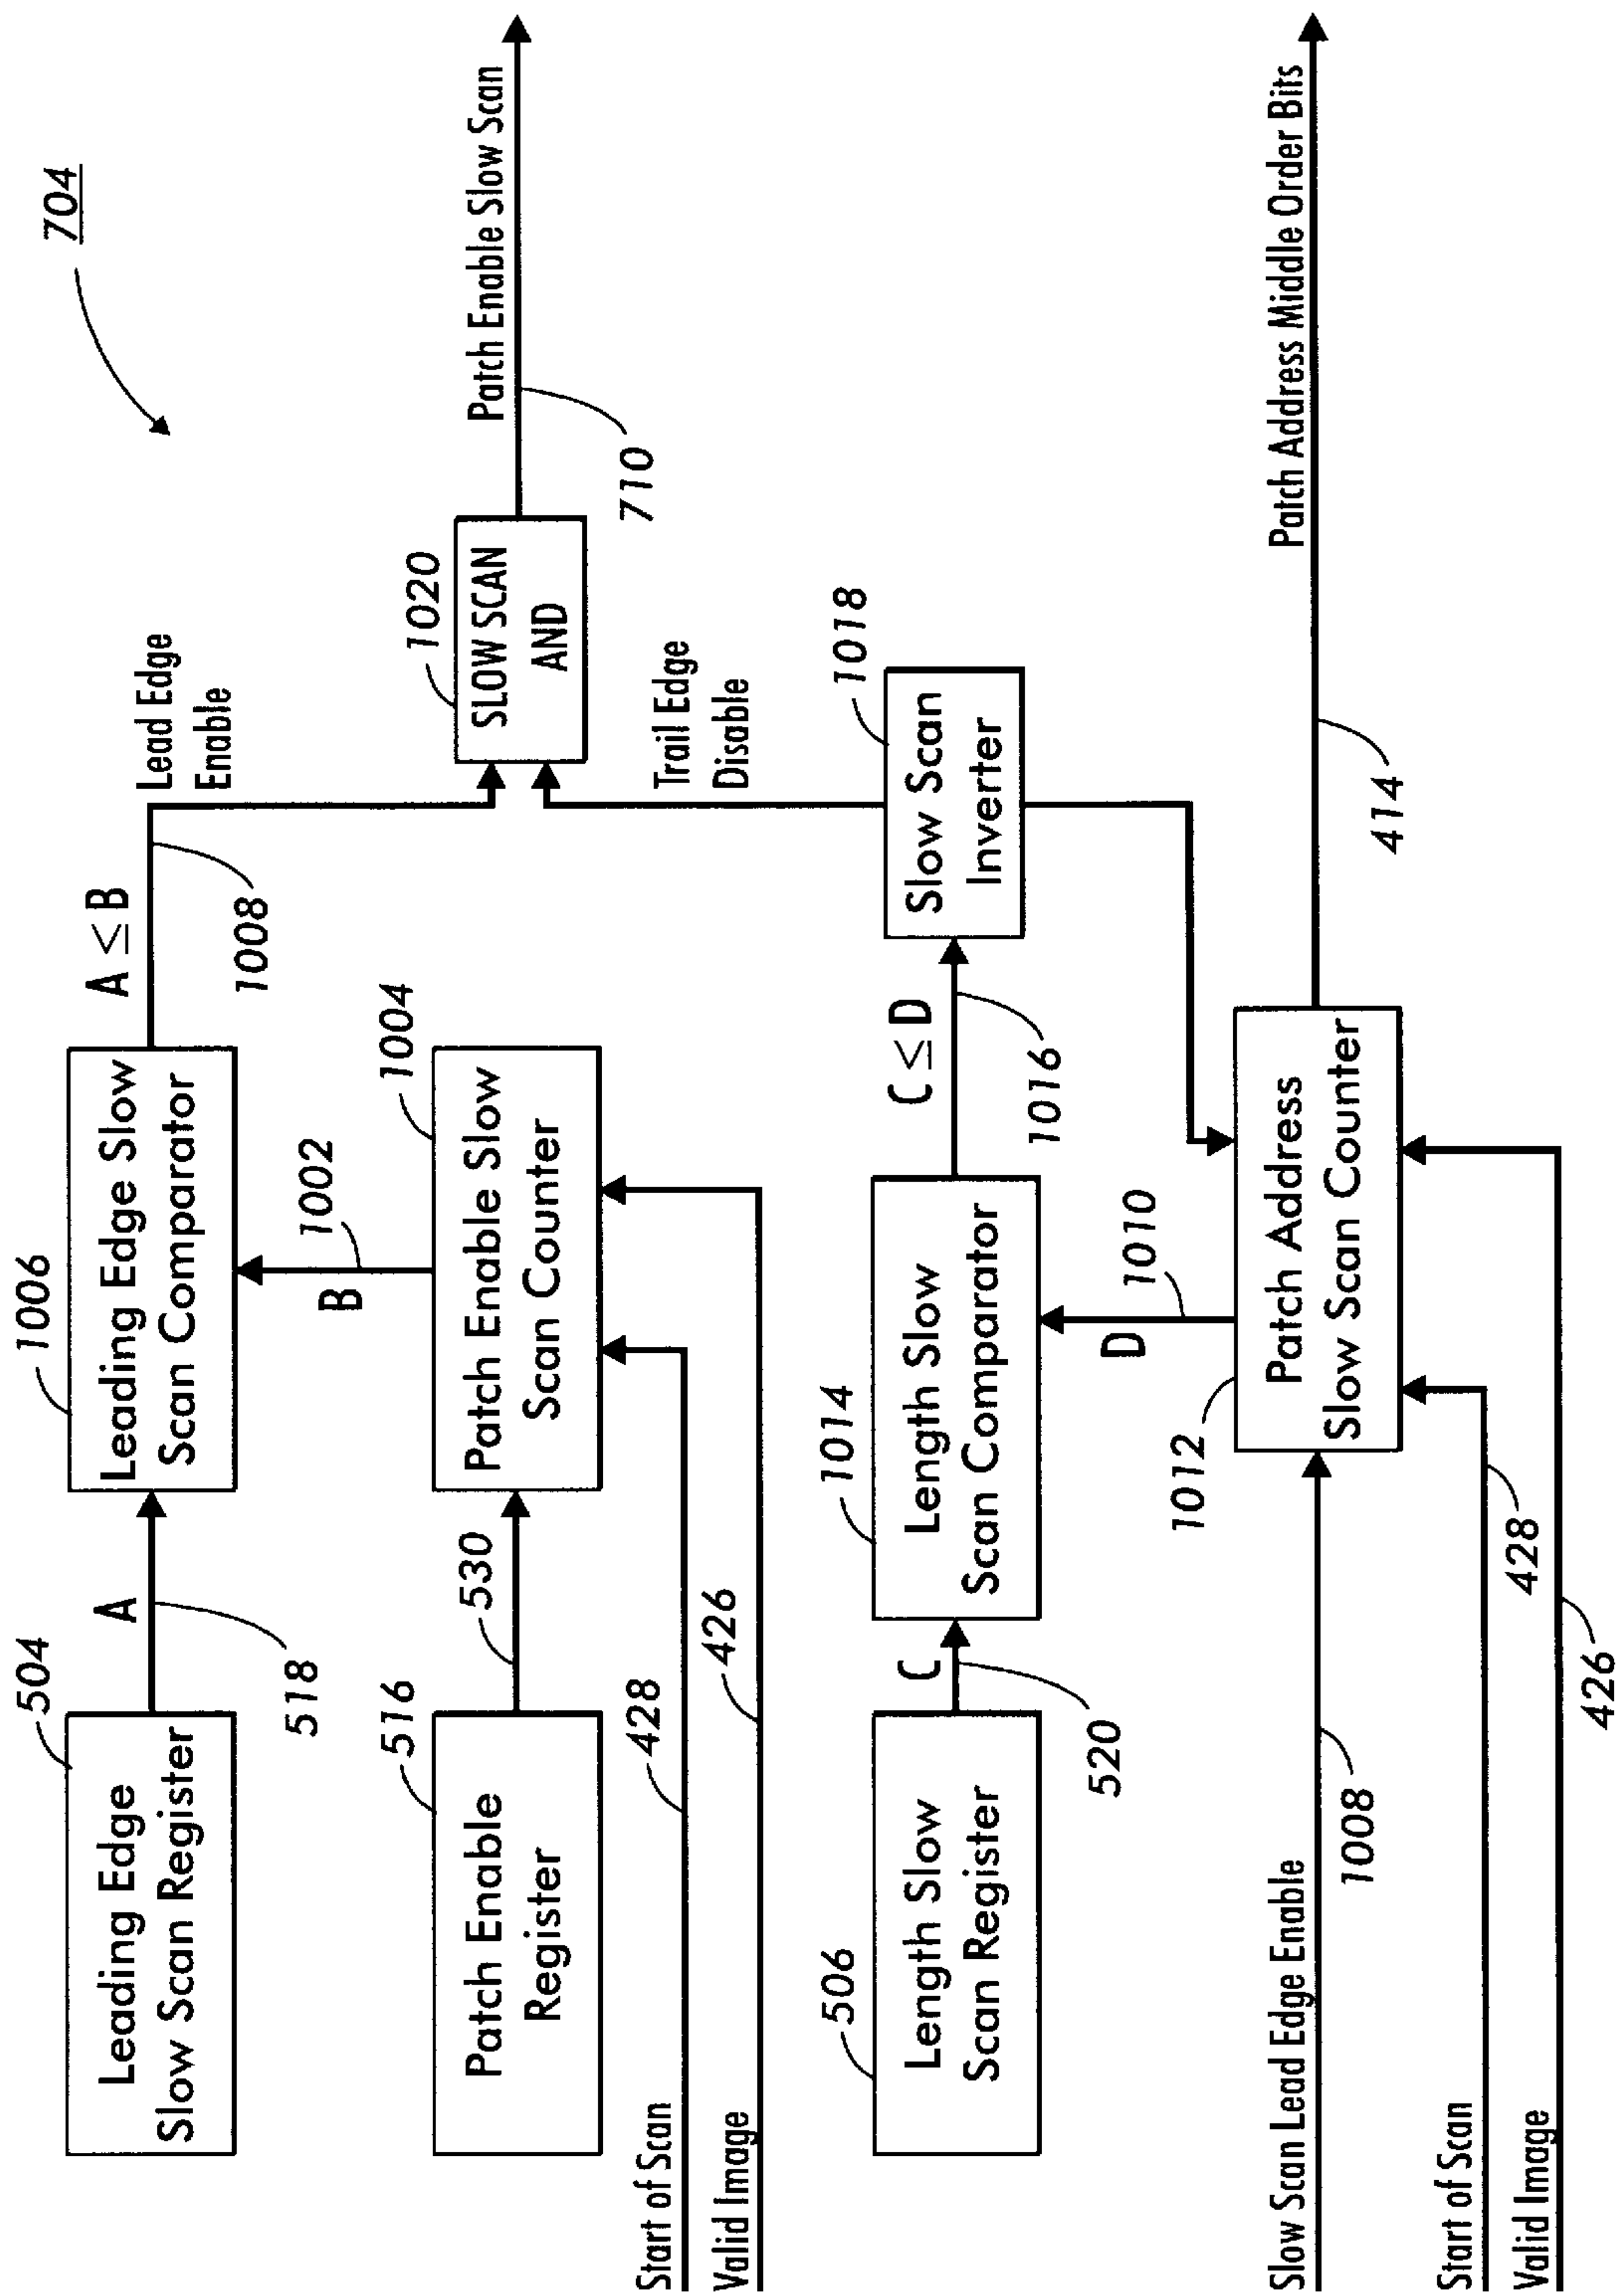 704
504
Leading Edge
Slow Scan Register
A
518
1006
Leading Edge Slow
Scan Comparator
A ≤ B
1008
Lead Edge
Enable
B
1002
516
Patch Enable
Register
530
1004
Patch Enable Slow
Scan Counter
1020
SLOW SCAN
AND
Patch Enable Slow Scan
710
Start of Scan
428
Valid Image
426
Trail Edge
Disable
506
Length Slow
Scan Register
C
520
1014
Length Slow
Scan Comparator
C ≤ D
1016
1018
Slow Scan
Inverter
D
1010
1012
Patch Address
Slow Scan Counter
Slow Scan Lead Edge Enable
1008
Patch Address Middle Order Bits
414
Start of Scan
428
Valid Image
426